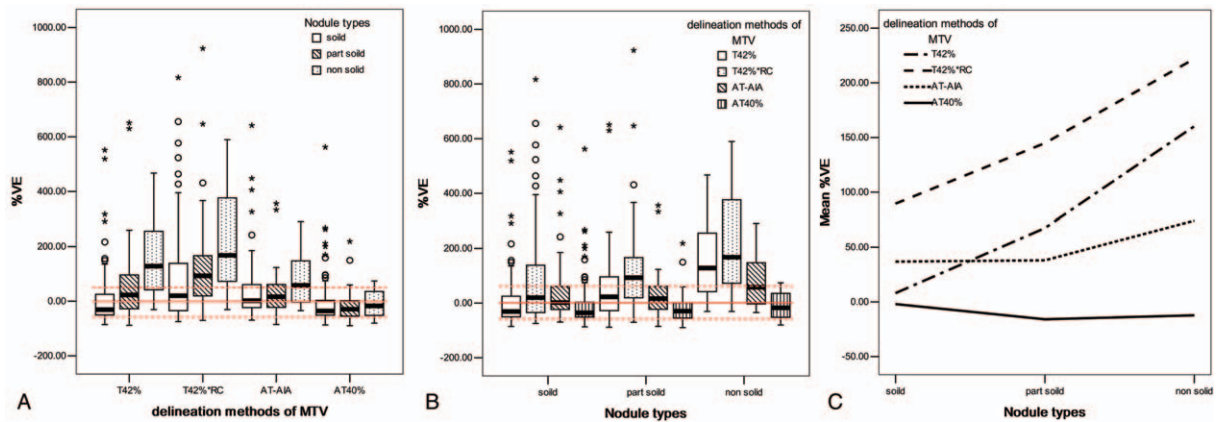 1000.00
800.00
600.00
400.00
200.00
0.00
-200.00
%VE
Nodule types
soild
part soild
non solid
T42%
T42%*RC
AT-AIA
AT40%
delineation methods of MTV
A
1000.00
800.00
600.00
400.00
200.00
0.00
-200.00
%VE
delineation methods of
MTV
T42%
T42%*RC
AT-AIA
AT40%
soild
part soild
non solid
Nodule types
B
250.00
200.00
150.00
100.00
50.00
0.00
-50.00
Mean %VE
delineation methods of
MTV
T42%
T42%*RC
AT-AIA
AT40%
soild
part soild
non solid
Nodule types
C